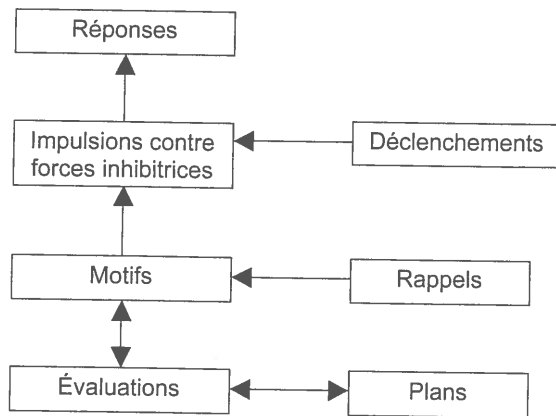 Réponses
Impulsions contre
forces inhibitrices
Déclenchements
Motifs
Rappels
Évaluations
Plans